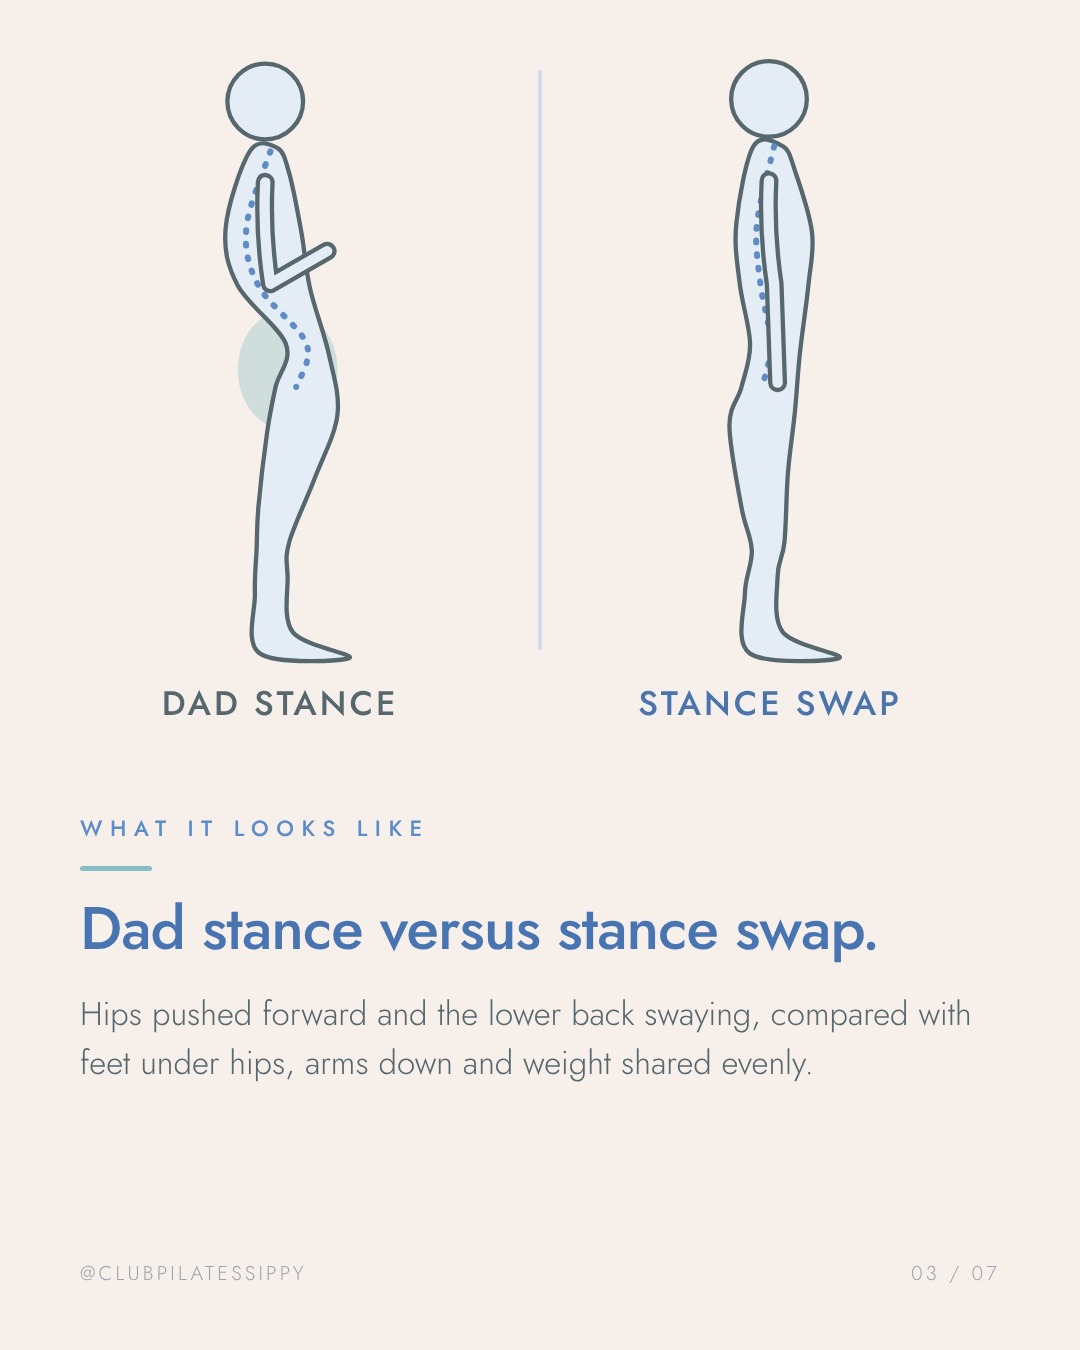 DAD STANCE
STANCE SWAP
WHAT IT LOOKS LIKE
Dad stance versus stance swap.
Hips pushed forward and the lower back swaying, compared with
feet under hips, arms down and weight shared evenly.
@CLUBPILATESSIPPY
03 / 07